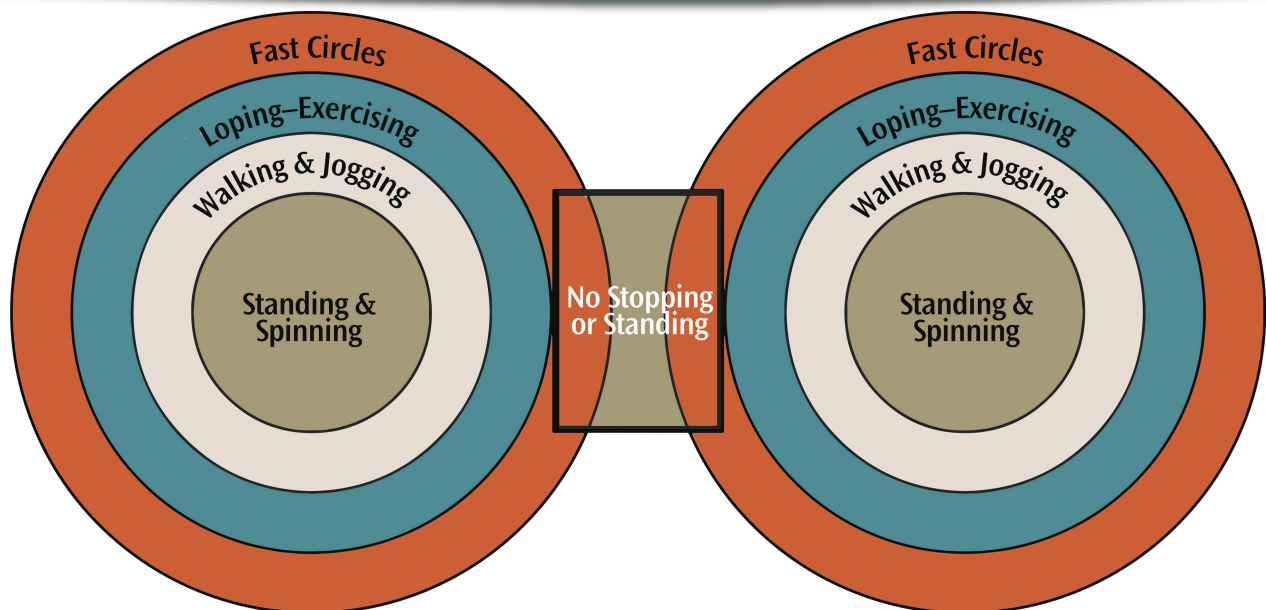 Fast Circles
Loping–Exercising
Walking & Jogging
Standing &
Spinning
No Stopping
or Standing
Fast Circles
Loping–Exercising
Walking & Jogging
Standing &
Spinning